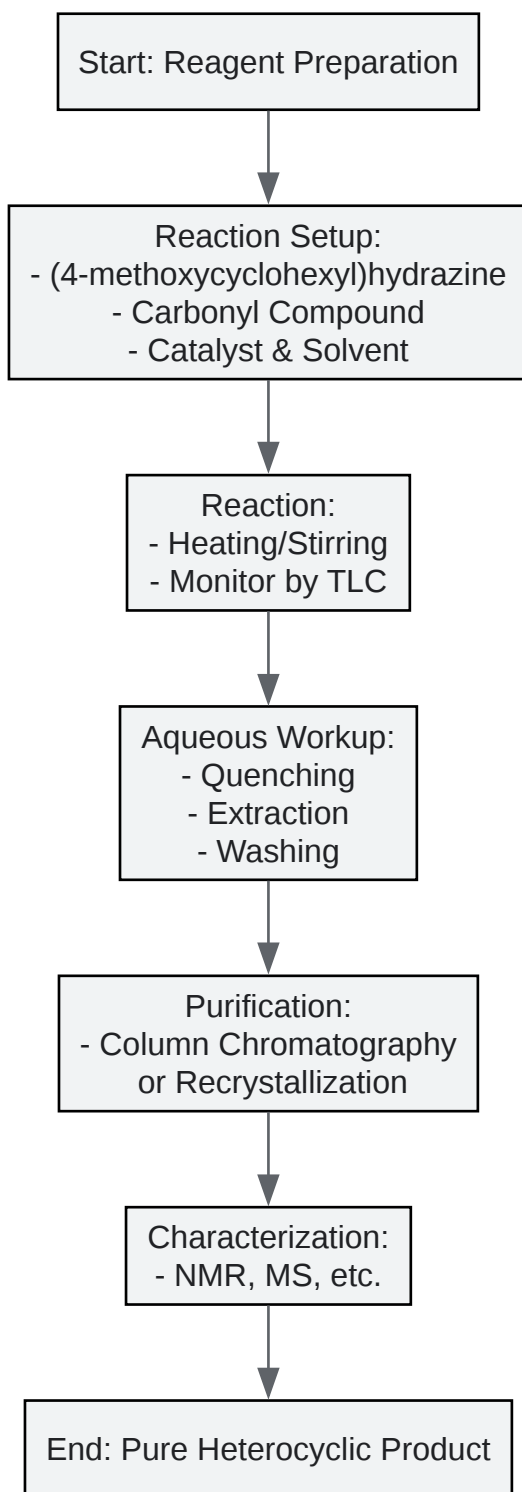 Start: Reagent Preparation
Reaction Setup:
- (4-methoxycyclohexyl)hydrazine
- Carbonyl Compound
- Catalyst & Solvent
Reaction:
- Heating/Stirring
- Monitor by TLC
Aqueous Workup:
- Quenching
- Extraction
- Washing
Purification:
- Column Chromatography
or Recrystallization
Characterization:
- NMR, MS, etc.
End: Pure Heterocyclic Product